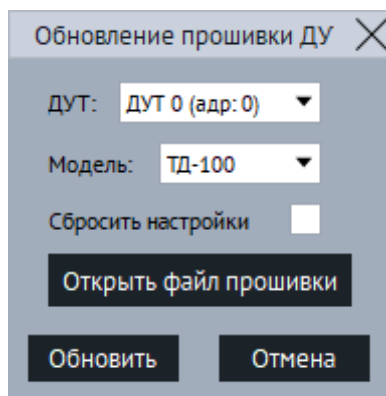 Обновление прошивки ДУ
ДУТ: ДУТ 0 (адр: 0)
Модель: ТД-100
Сбросить настройки
Открыть файл прошивки
Обновить Отмена